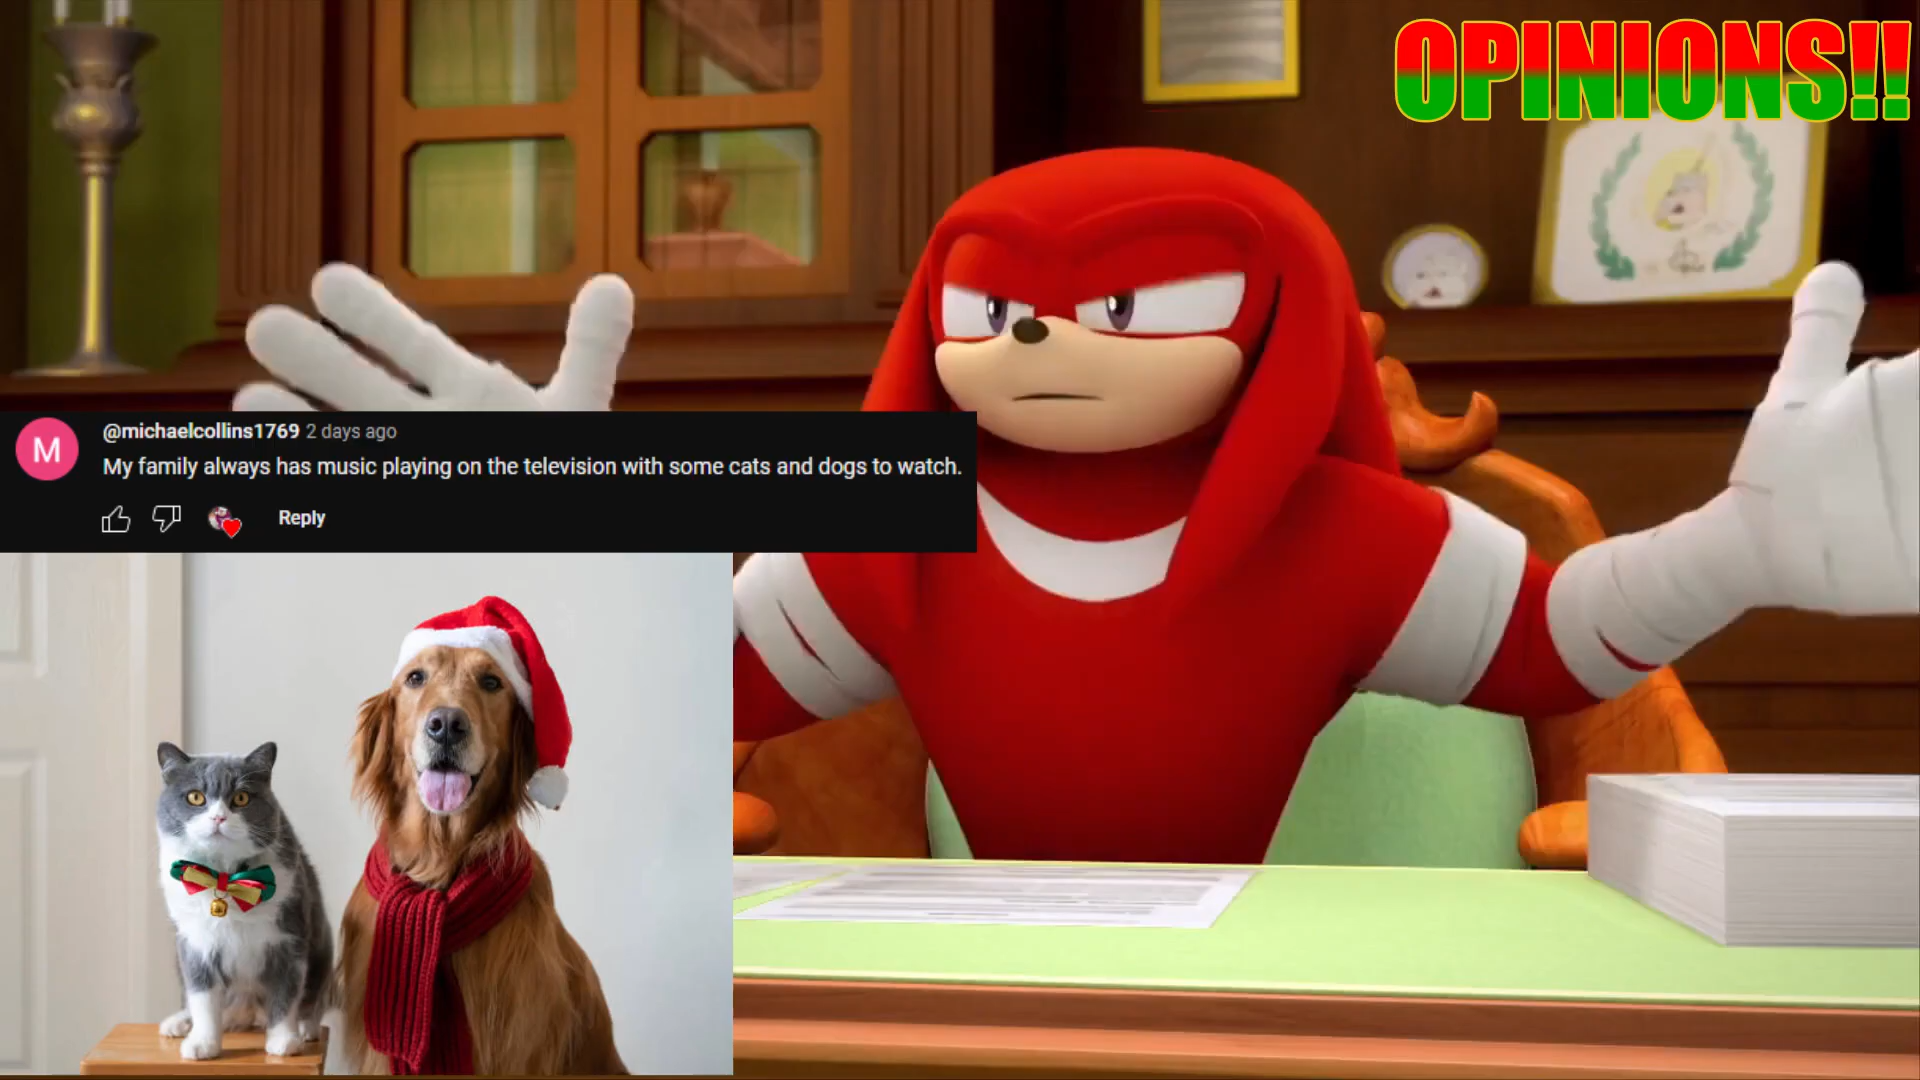 OPINIONS!!
@michaelcollins1769 2 days ago
My family always has music playing on the television with some cats and dogs to watch.
Reply
M